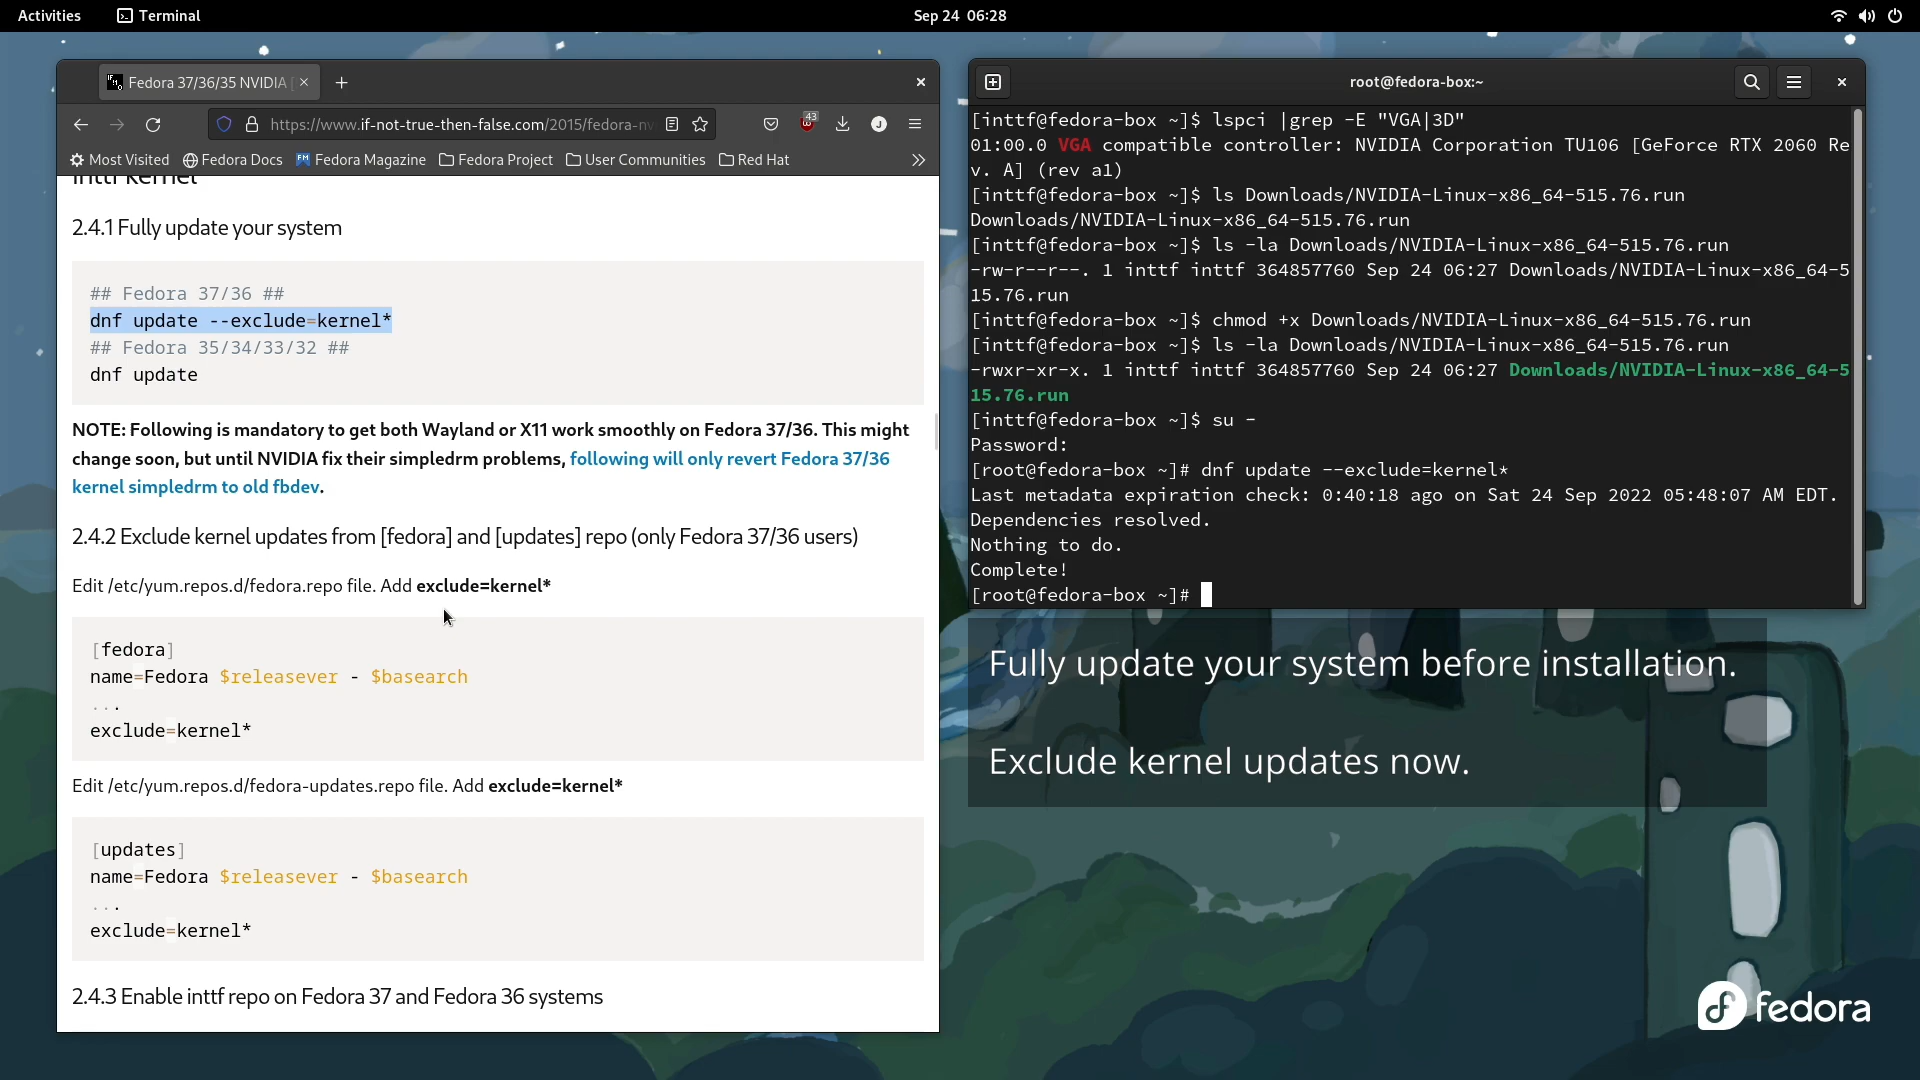 Activities
Terminal
Sep 24 06:28
Fedora 37/36/35 NVIDIA [
https://www.if-not-true-then-false.com/2015/fedora-nv
43
J
Most Visited
Fedora Docs
Fedora Magazine
Fedora Project
User Communities
Red Hat
inttf kernel
2.4.1 Fully update your system
## Fedora 37/36 ##
dnf update --exclude=kernel*
## Fedora 35/34/33/32 ##
dnf update
NOTE: Following is mandatory to get both Wayland or X11 work smoothly on Fedora 37/36. This might
change soon, but until NVIDIA fix their simpledrm problems, following will only revert Fedora 37/36
kernel simpledrm to old fbdev.
2.4.2 Exclude kernel updates from [fedora] and [updates] repo (only Fedora 37/36 users)
Edit /etc/yum.repos.d/fedora.repo file. Add exclude=kernel*
[fedora]
name=Fedora $releasever - $basearch
...
exclude=kernel*
Edit /etc/yum.repos.d/fedora-updates.repo file. Add exclude=kernel*
[updates]
name=Fedora $releasever - $basearch
...
exclude=kernel*
2.4.3 Enable inttf repo on Fedora 37 and Fedora 36 systems
root@fedora-box:~
[inttf@fedora-box ~]$ lspci |grep -E "VGA|3D"
01:00.0 VGA compatible controller: NVIDIA Corporation TU106 [GeForce RTX 2060 Re
v. A] (rev a1)
[inttf@fedora-box ~]$ ls Downloads/NVIDIA-Linux-x86_64-515.76.run
Downloads/NVIDIA-Linux-x86_64-515.76.run
[inttf@fedora-box ~]$ ls -la Downloads/NVIDIA-Linux-x86_64-515.76.run
-rw-r--r--. 1 inttf inttf 364857760 Sep 24 06:27 Downloads/NVIDIA-Linux-x86_64-5
15.76.run
[inttf@fedora-box ~]$ chmod +x Downloads/NVIDIA-Linux-x86_64-515.76.run
[inttf@fedora-box ~]$ ls -la Downloads/NVIDIA-Linux-x86_64-515.76.run
-rwxr-xr-x. 1 inttf inttf 364857760 Sep 24 06:27 Downloads/NVIDIA-Linux-x86_64-5
15.76.run
[inttf@fedora-box ~]$ su -
Password:
[root@fedora-box ~]# dnf update --exclude=kernel*
Last metadata expiration check: 0:40:18 ago on Sat 24 Sep 2022 05:48:07 AM EDT.
Dependencies resolved.
Nothing to do.
Complete!
[root@fedora-box ~]#
Fully update your system before installation.
Exclude kernel updates now.
fedora